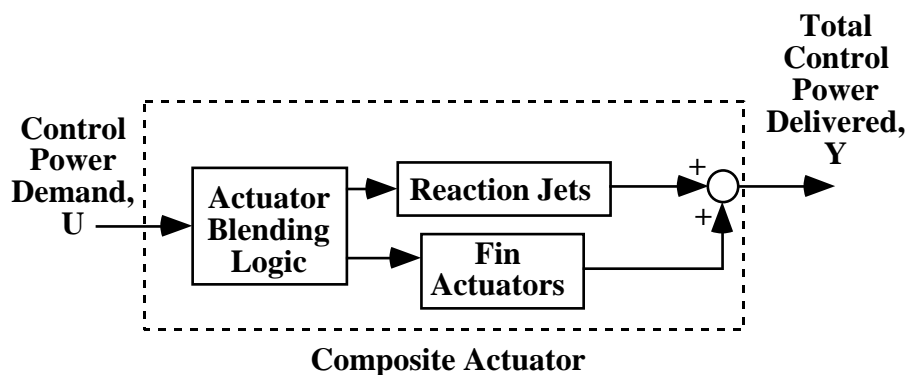 Total
Control
Power
Delivered,
Y
Control
Power
Demand,
U
Actuator
Blending
Logic
Reaction Jets
Fin
Actuators
+
+
Composite Actuator